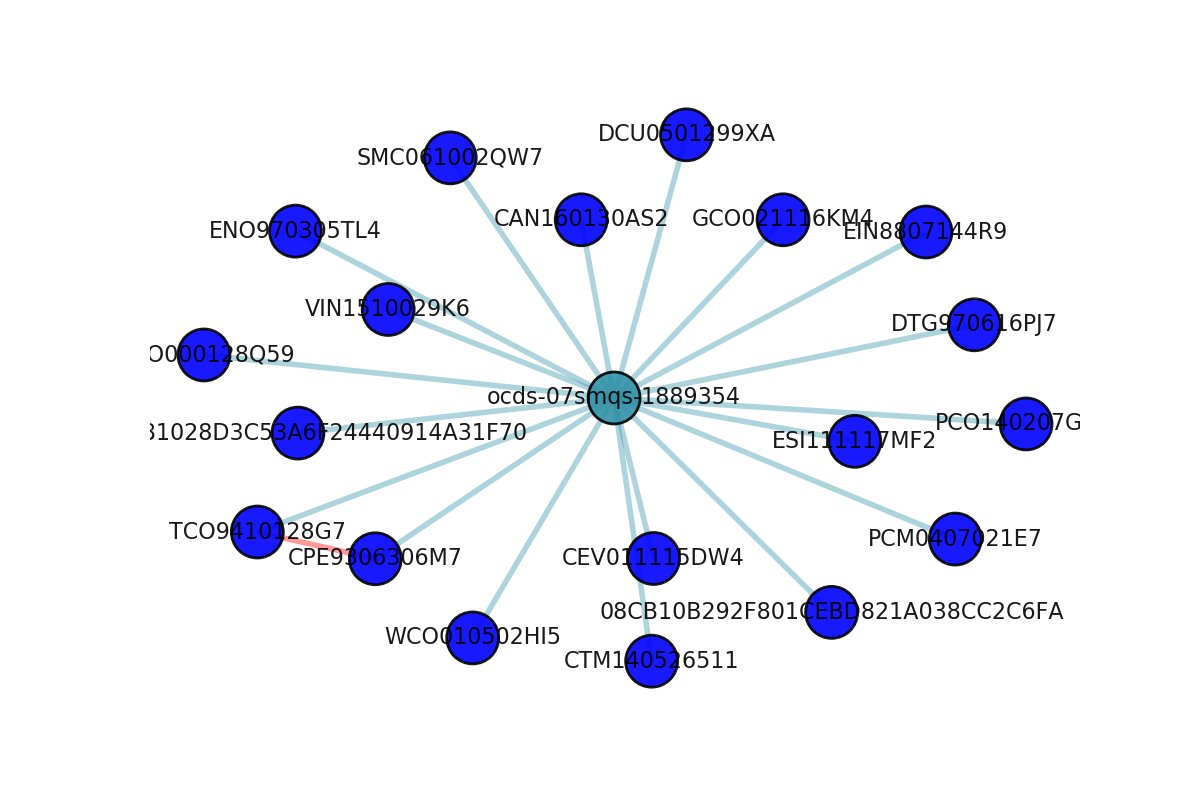 DCU0501299XA
SMC061002QW7
CAN160130AS2
GCO021116KM4
EIN8807144R9
ENO970305TL4
VIN1510029K6
DTG970616PJ7
O000128Q59
ocds-07smqs-1889354
PCO140207G
31028D3C53A6F24440914A31F70
ESI111117MF2
TCO9410128G7
PCM0407021E7
CPE9306306M7
CEV011115DW4
08CB10B292F801CEBD821A038CC2C6FA
WCO010502HI5
CTM140526511